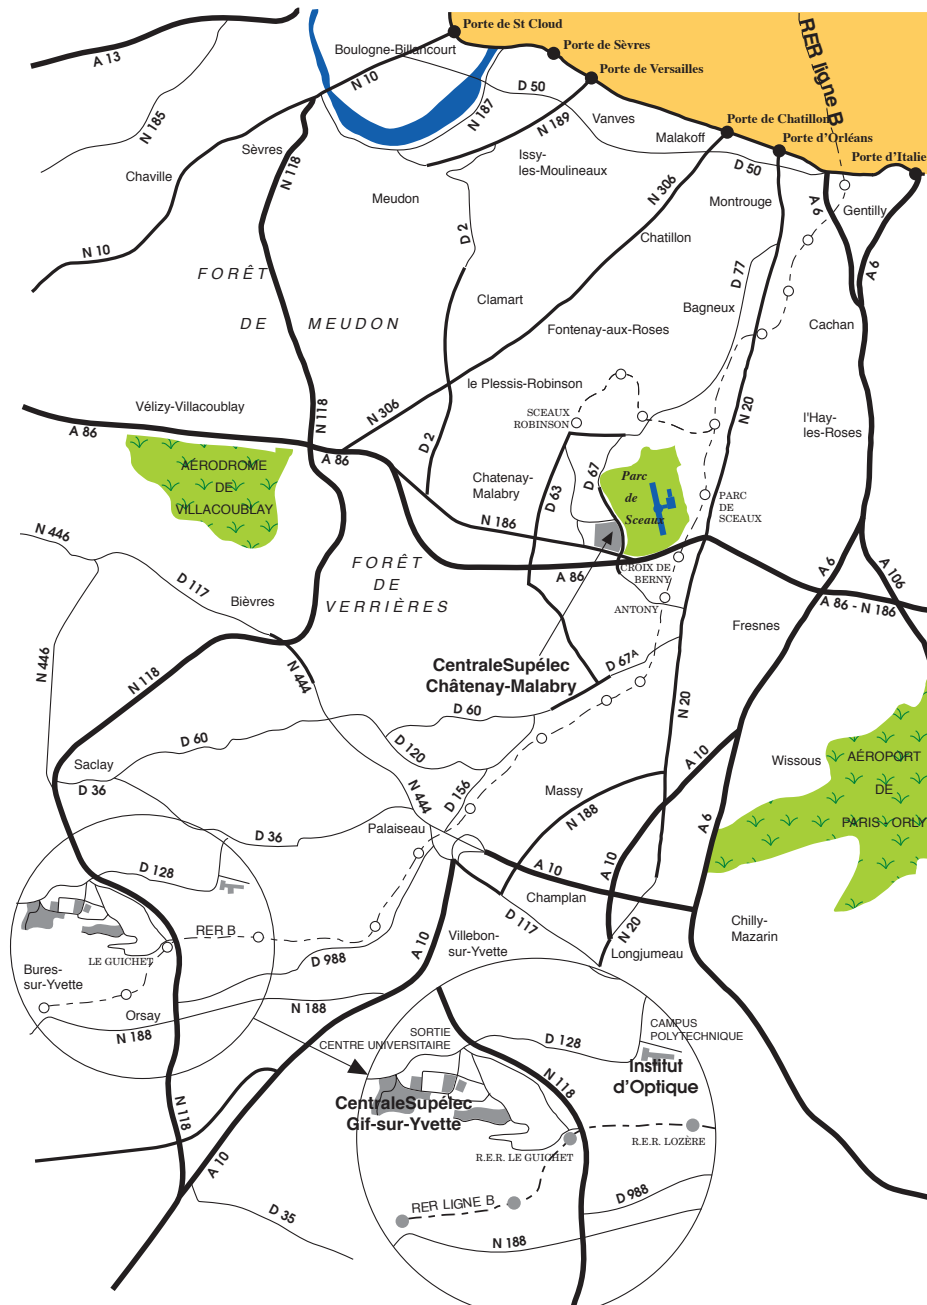 Porte de St Cloud
RER ligne B
A 13
Boulogne-Billancourt
Porte de Sèvres
Porte de Versailles
N 10
D 50
N 187
N 189
Vanves
Porte de Chatillon
N 185
Malakoff
Porte d'Orléans
Sèvres
Issy-
les-Moulineaux
D 50
Porte d'Italie
N 118
Chaville
Meudon
N 306
Montrouge
A 6
Gentilly
D 2
Chatillon
N 10
A 6
FORÊT
D 77
Clamart
Bagneux
DE MEUDON
Fontenay-aux-Roses
Cachan
le Plessis-Robinson
Vélizy-Villacoublay
N 118
N 306
SCEAUX
ROBINSON
N 20
l'Hay-
les-Roses
A 86
D 2
A 86
AÉRODROME
DE
VILLACOUBLAY
Chatenay-
Malabry
D 63
D 67
Parc
de
Sceaux
PARC
DE
SCEAUX
N 446
N 186
FORÊT
DE
VERRIÈRES
A 86
CROIX DE
BERNY
A 6
A 106
D 117
Bièvres
ANTONY
A 86 - N 186
Fresnes
N 446
N 118
N 444
CentraleSupélec
Châtenay-Malabry
D 67A
N 20
D 60
D 60
D 120
A 10
Saclay
Wissous
AÉROPORT
DE
PARIS - ORLY
D 36
N 444
D 156
Massy
N 188
A 6
D 36
Palaiseau
D 128
A 10
A 10
Champlan
D 117
RER B
A 10
Villebon-
sur-Yvette
N 20
Longjumeau
Chilly-
Mazarin
LE GUICHET
Bures-
sur-Yvette
D 988
Orsay
N 188
N 188
SORTIE
CENTRE UNIVERSITAIRE
D 128
CAMPUS
POLYTECHNIQUE
Institut
d'Optique
N 118
CentraleSupélec
Gif-sur-Yvette
N 118
R.E.R. LE GUICHET
R.E.R. LOZÈRE
A 10
RER LIGNE B
D 988
D 35
N 188